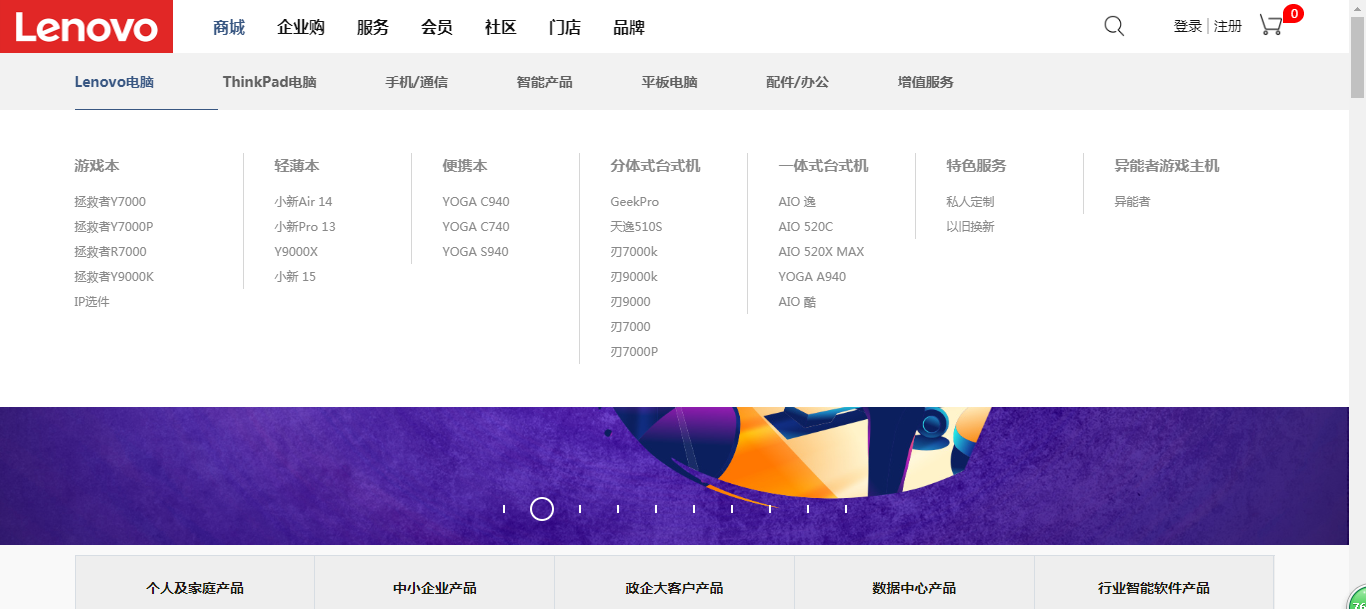 Lenovo
商城
企业购
服务
会员
社区
门店
品牌
登录
注册
0
Lenovo电脑
ThinkPad电脑
手机/通信
智能产品
平板电脑
配件/办公
增值服务
游戏本
拯救者Y7000
拯救者Y7000P
拯救者R7000
拯救者Y9000K
IP选件
轻薄本
小新Air 14
小新Pro 13
Y9000X
小新 15
便携本
YOGA C940
YOGA C740
YOGA S940
分体式台式机
GeekPro
天逸510S
刃7000k
刃9000k
刃9000
刃7000
刃7000P
一体式台式机
AIO 逸
AIO 520C
AIO 520X MAX
YOGA A940
AIO 酷
特色服务
私人定制
以旧换新
异能者游戏主机
异能者
个人及家庭产品
中小企业产品
政企大客户产品
数据中心产品
行业智能软件产品